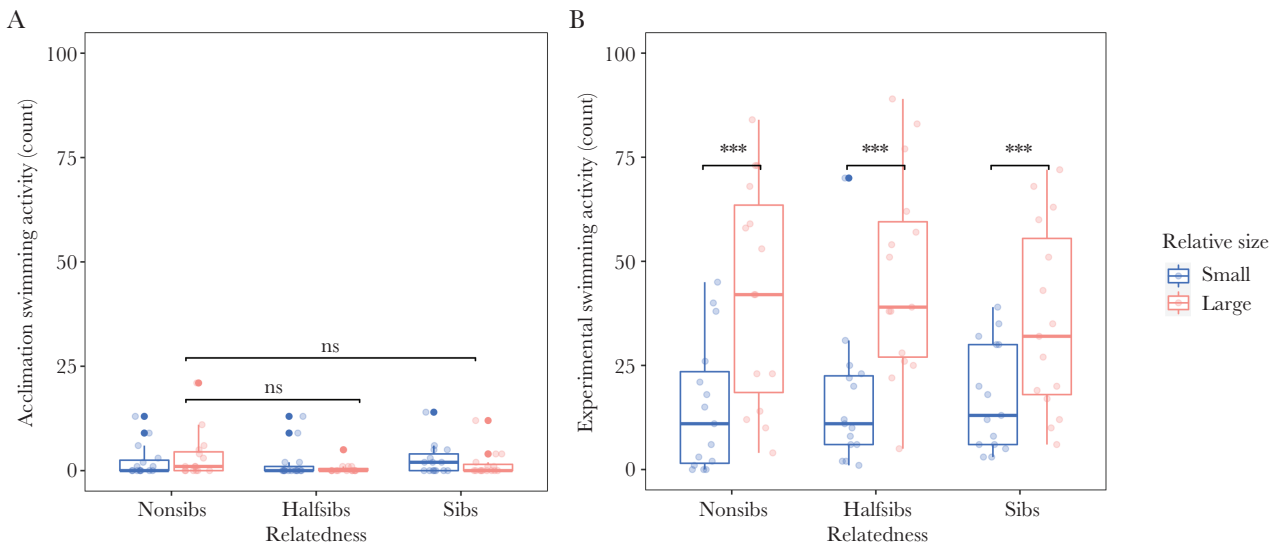 A
Acclimation swimming activity (count)
100
75
50
25
0
ns
ns
Nonsibs Halfsibs Sibs
Relatedness
B
Experimental swimming activity (count)
100
75
50
25
0
*** *** ***
Nonsibs Halfsibs Sibs
Relatedness
Relative size
Small
Large